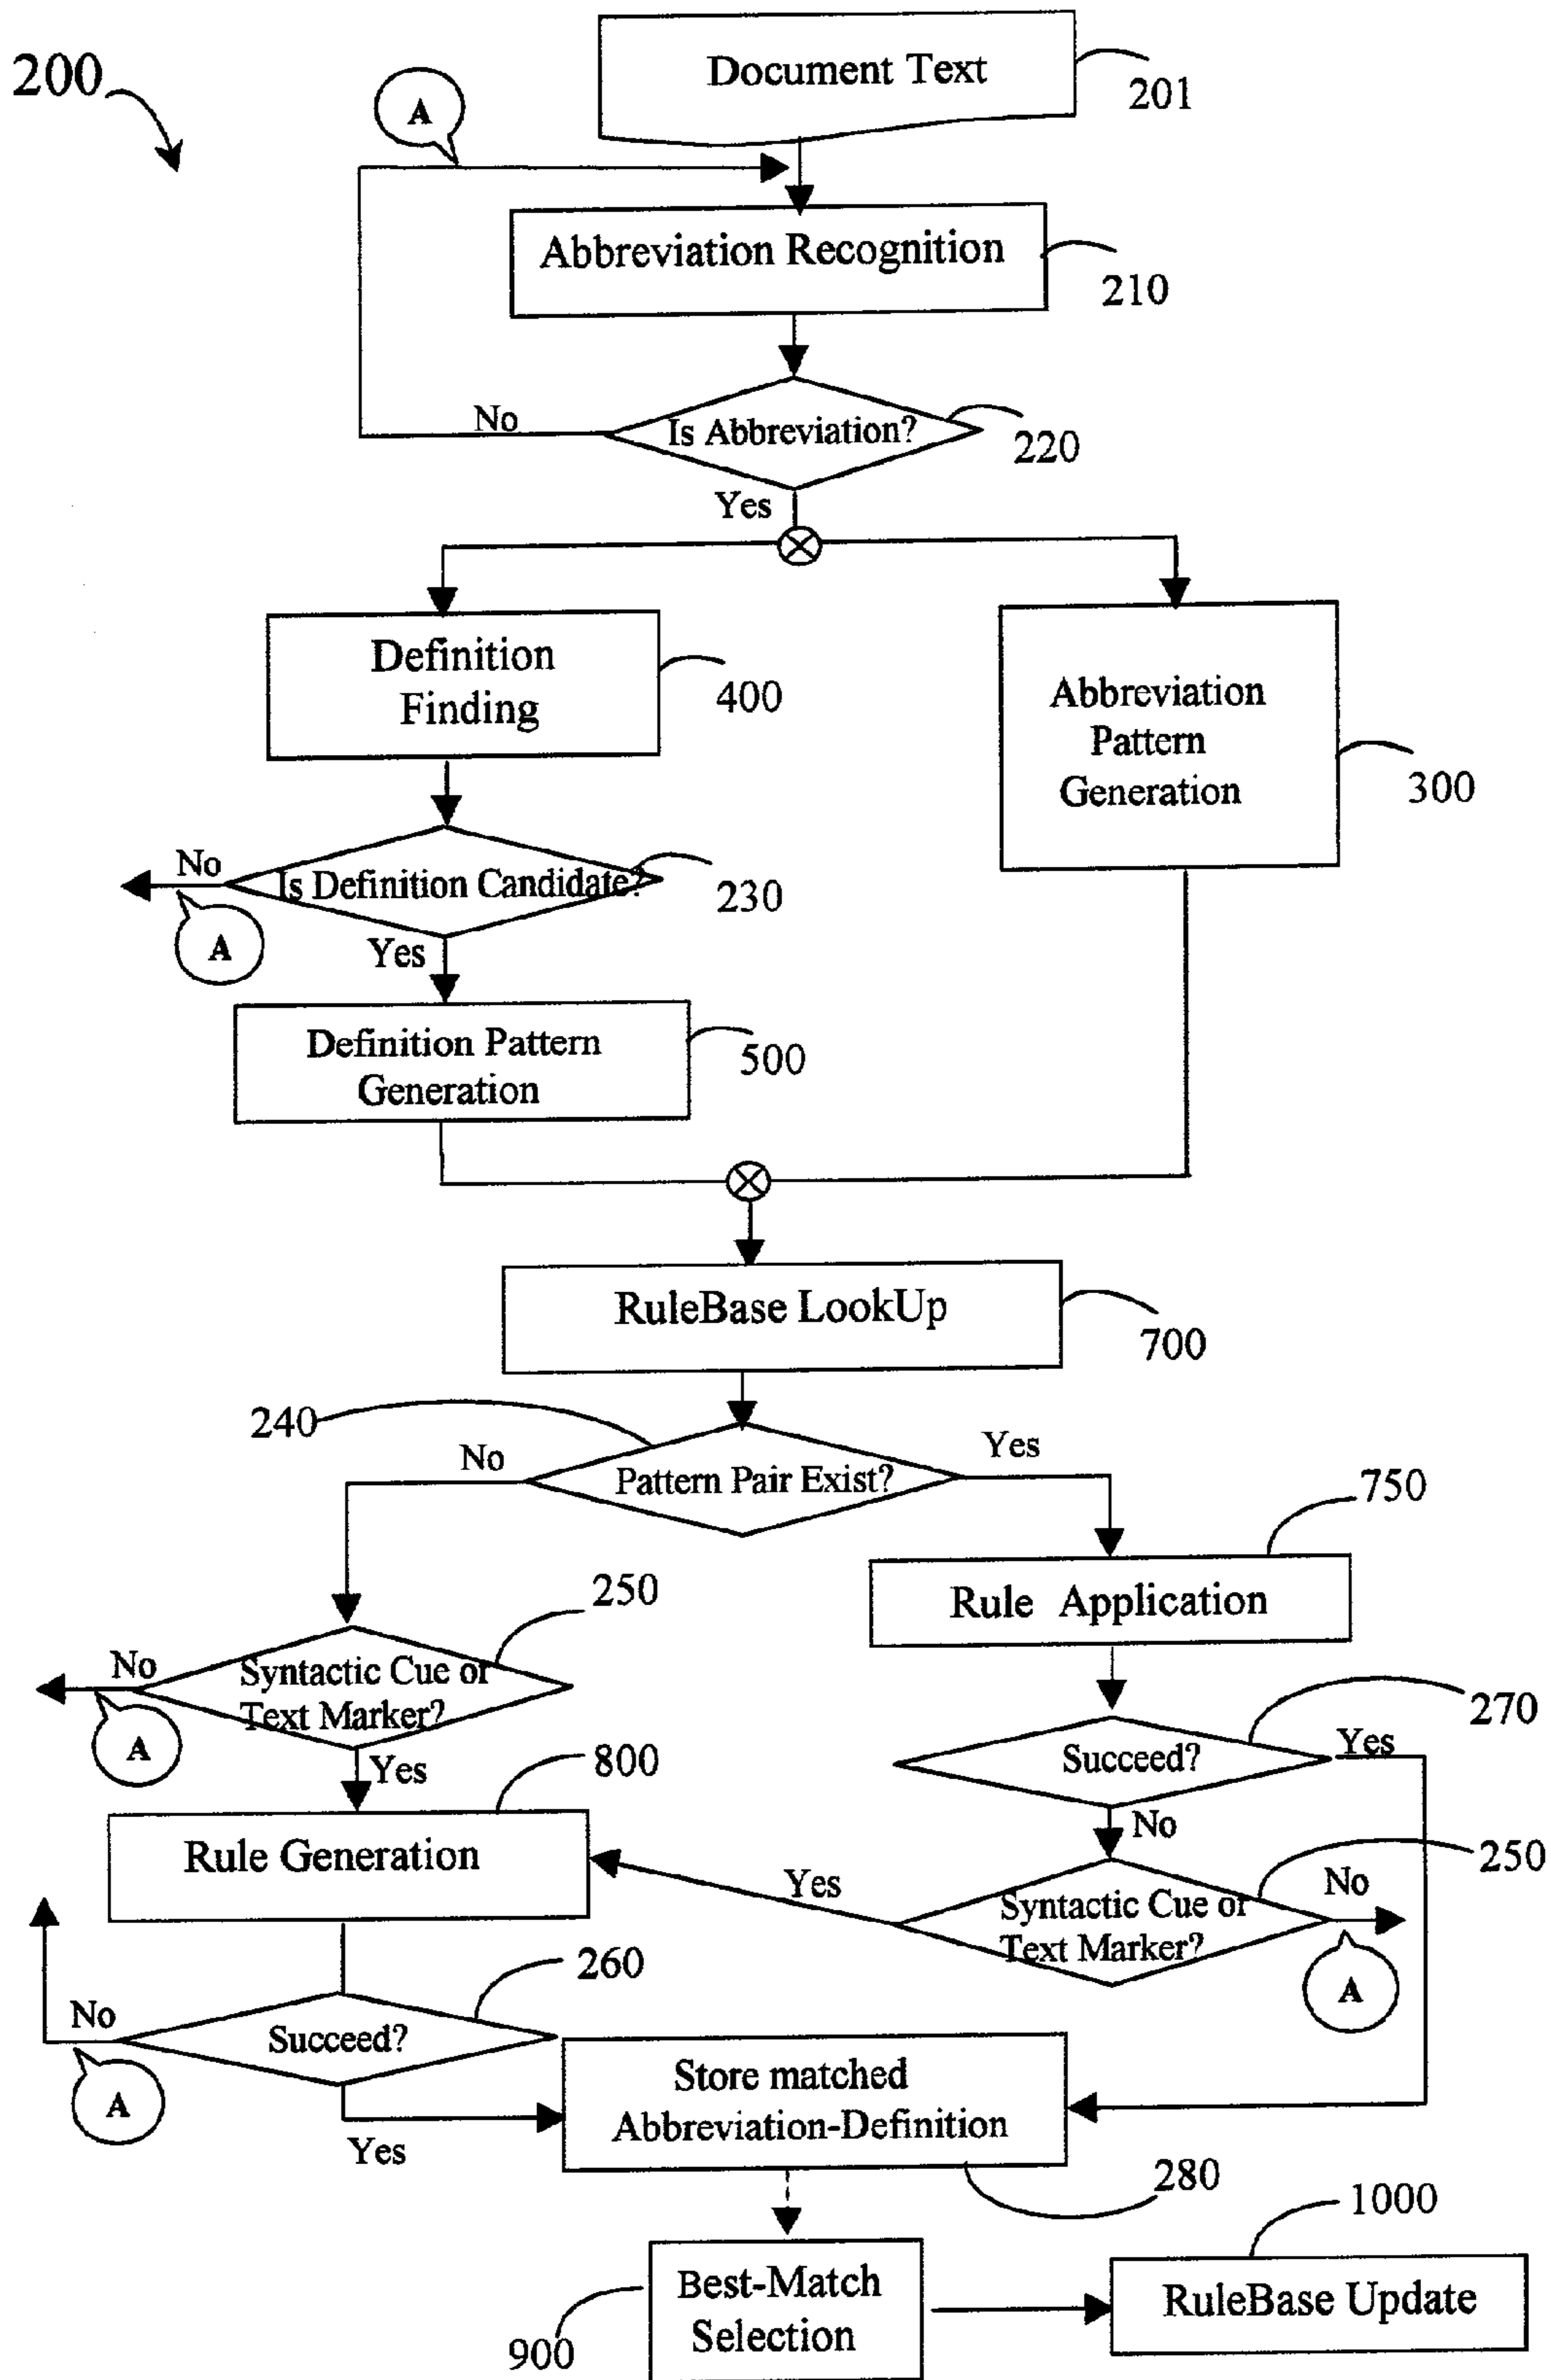 200
Document Text
201
A
Abbreviation Recognition
210
Is Abbreviation?
No
220
Yes
Definition
Finding
400
Abbreviation
Pattern
Generation
300
Is Definition Candidate?
No
230
A
Yes
Definition Pattern
Generation
500
RuleBase LookUp
700
240
No
Pattern Pair Exist?
Yes
750
Rule Application
250
No
Syntactic Cue or
Text Marker?
A
Yes
800
270
Succeed?
Yes
No
Rule Generation
Yes
250
Syntactic Cue or
Text Marker?
No
A
260
No
Succeed?
A
Yes
Store matched
Abbreviation-Definition
280
1000
Best-Match
Selection
900
RuleBase Update